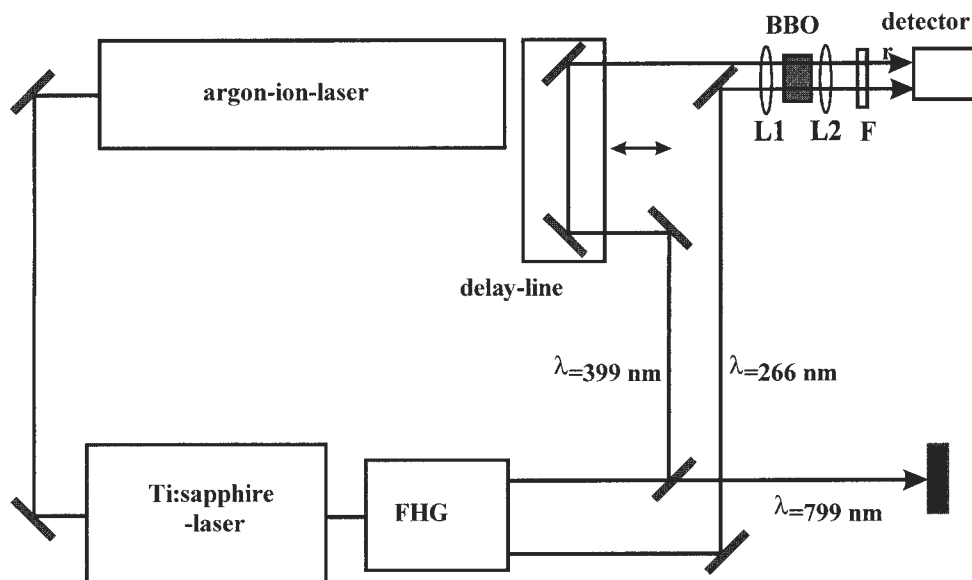 BBO
detector
r
argon-ion-laser
L1
L2
F
delay-line
λ=399 nm
λ=266 nm
Ti:sapphire
-laser
FHG
λ=799 nm